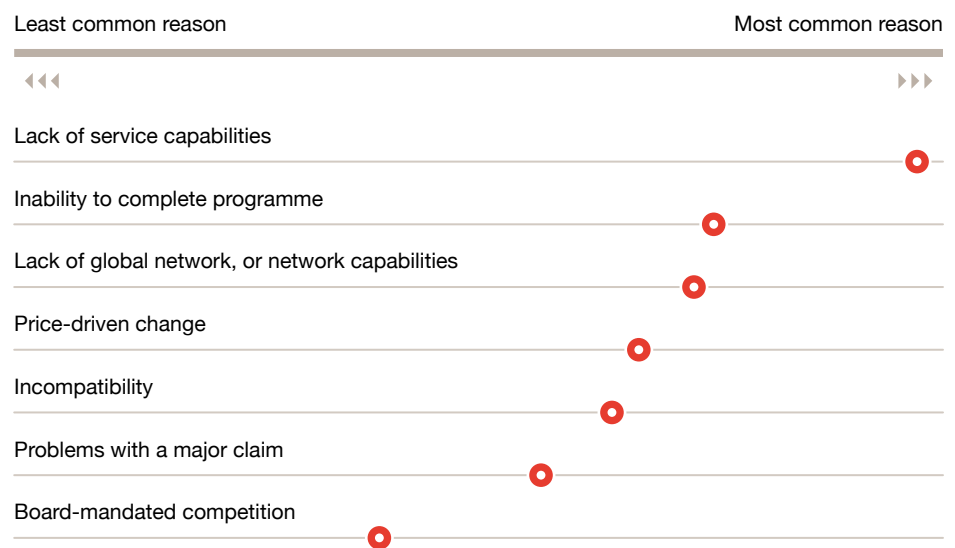 Least common reason Most common reason
Lack of service capabilities
Inability to complete programme
Lack of global network, or network capabilities
Price-driven change
Incompatibility
Problems with a major claim
Board-mandated competition